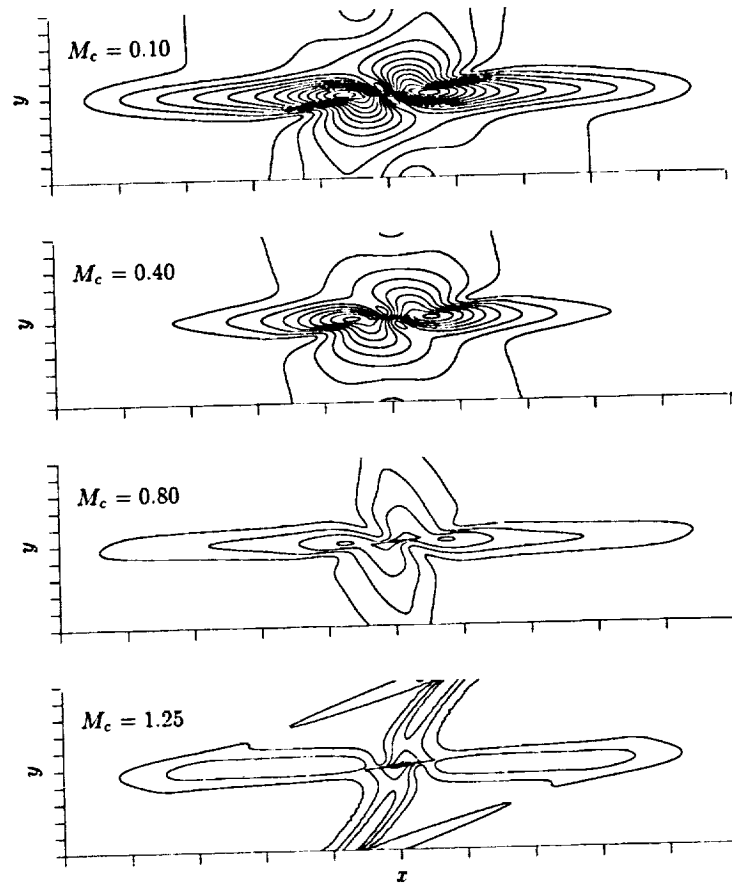 M_c = 0.10
y
M_c = 0.40
y
M_c = 0.80
y
M_c = 1.25
y
x